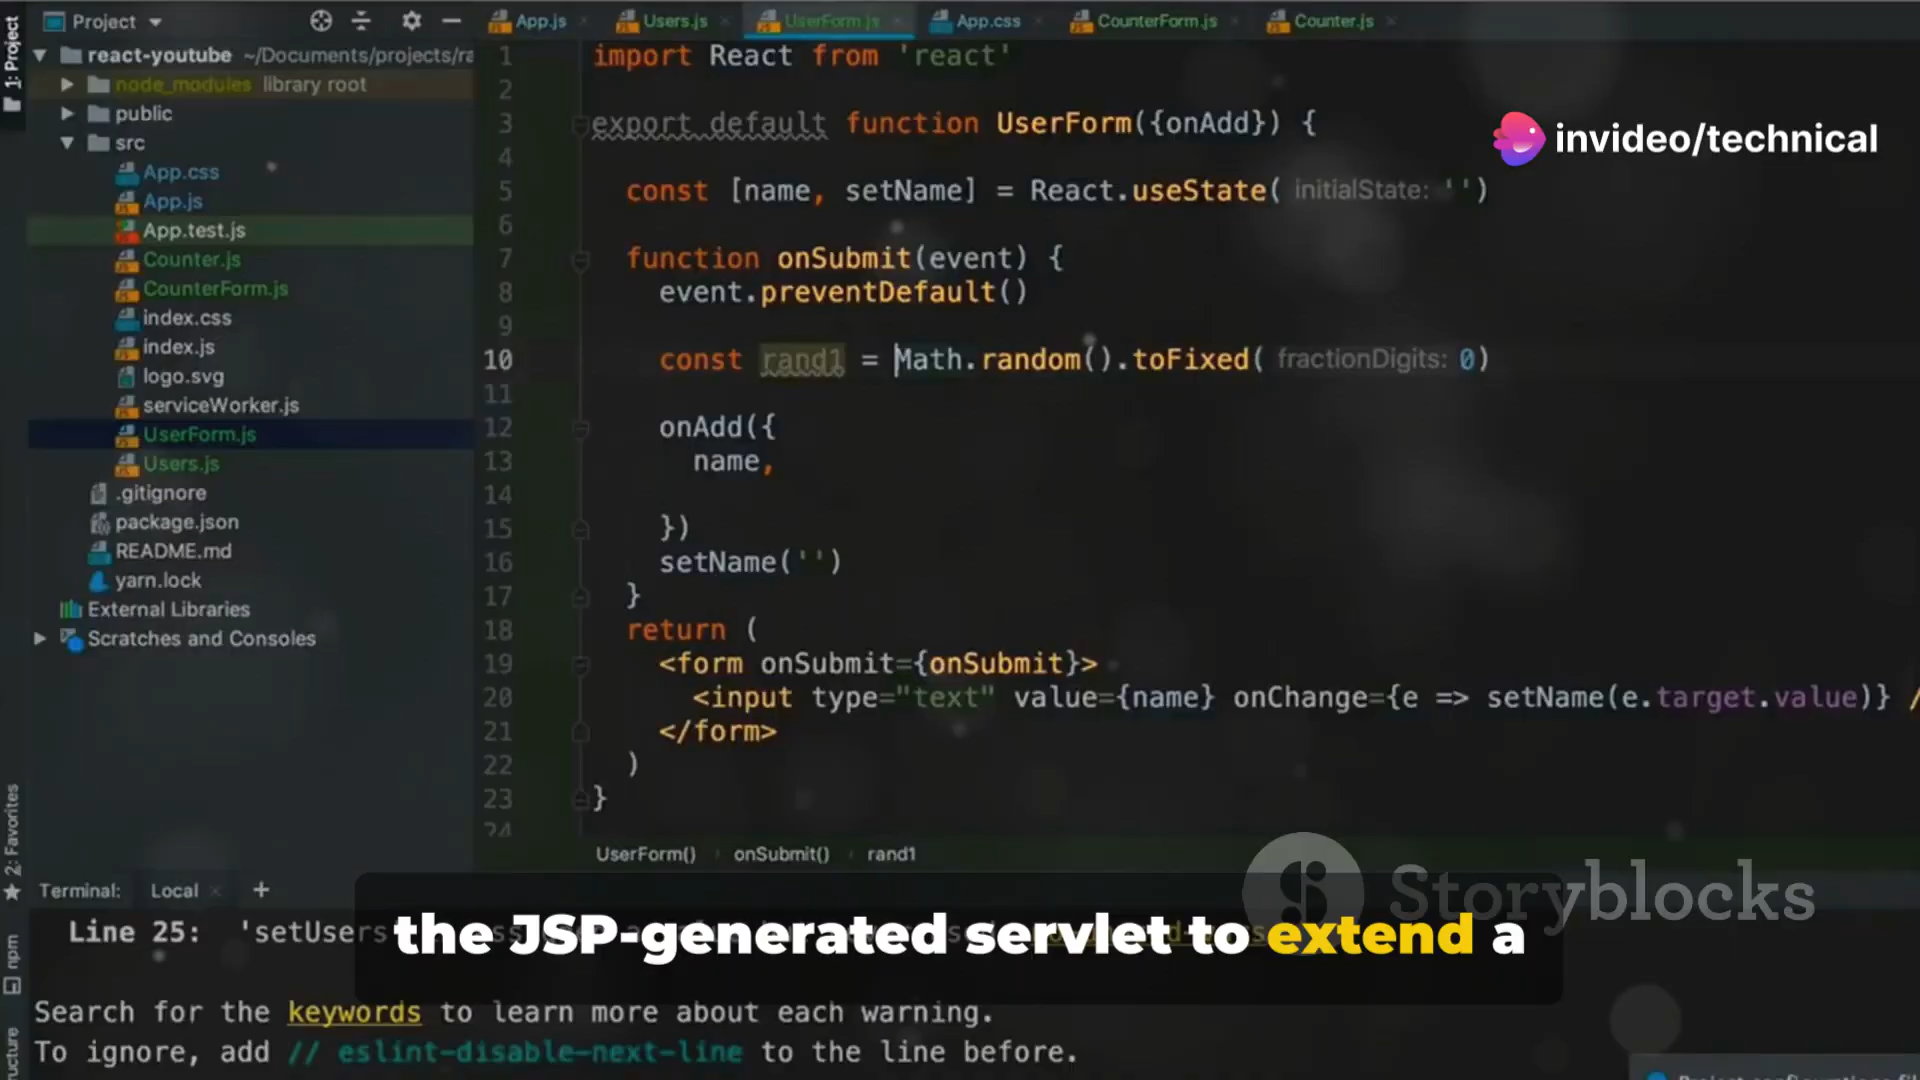 Project
App.js
Users.js
UserForm.js
App.css
CounterForm.js
Counter.js
1: Project
react-youtube ~/Documents/projects/ra
node_modules library root
public
src
App.css
App.js
App.test.js
Counter.js
CounterForm.js
index.css
index.js
logo.svg
serviceWorker.js
UserForm.js
Users.js
.gitignore
package.json
README.md
yarn.lock
External Libraries
Scratches and Consoles
1 import React from 'react'
2
3 export default function UserForm({onAdd}) {
4
5 const [name, setName] = React.useState( initialState: '')
6
7 function onSubmit(event) {
8 event.preventDefault()
9
10 const rand1 = Math.random().toFixed( fractionDigits: 0)
11
12 onAdd({
13 name,
14
15 })
16 setName('')
17 }
18 return (
19 <form onSubmit={onSubmit}>
20 <input type="text" value={name} onChange={e => setName(e.target.value)} /
21 </form>
22 )
23 }
24
UserForm() onSubmit() rand1
invideo/technical
Storyblocks
2: Favorites
npm
Terminal: Local +
Line 25: 'setUsers
the JSP-generated servlet to extend a
Search for the keywords to learn more about each warning.
To ignore, add // eslint-disable-next-line to the line before.